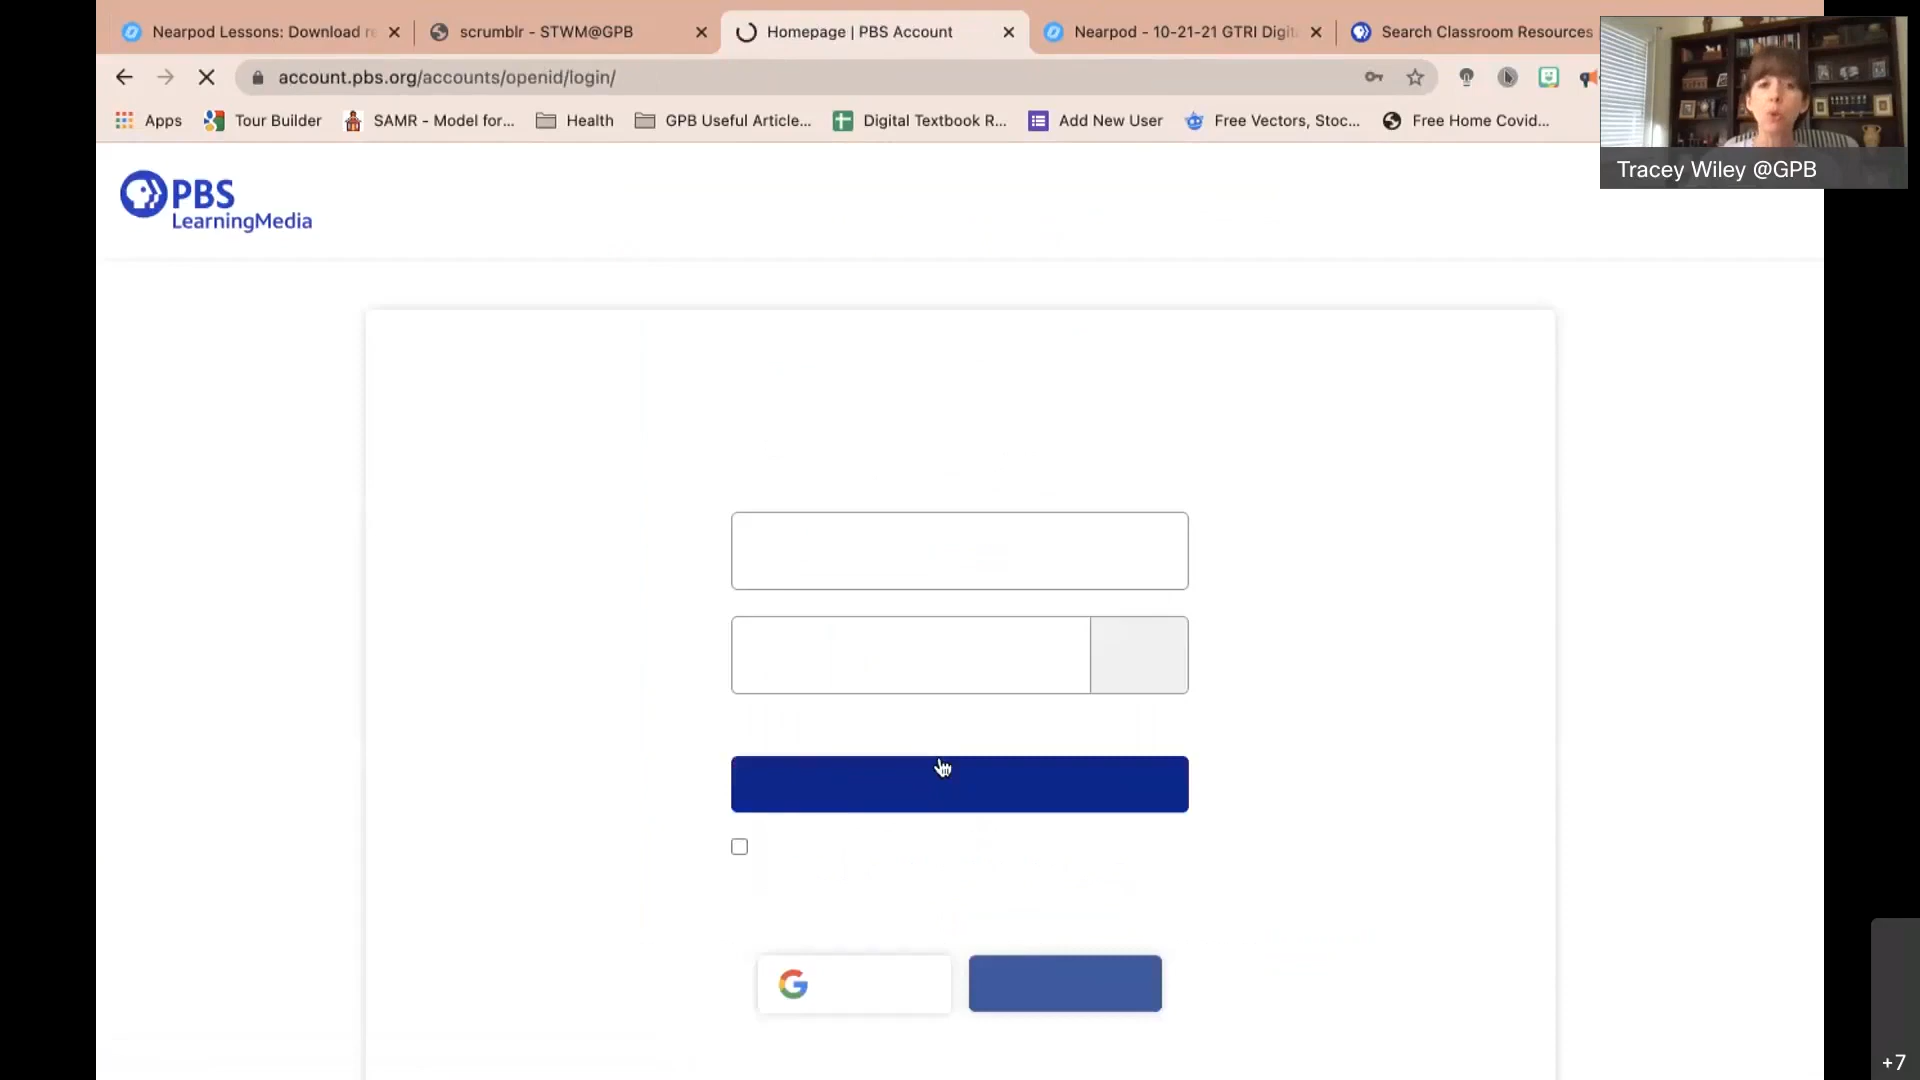 Nearpod Lessons: Download re
scrumblr - STWM@GPB
Homepage | PBS Account
Nearpod - 10-21-21 GTRI Digit
Search Classroom Resources
account.pbs.org/accounts/openid/login/
Apps
Tour Builder
SAMR - Model for...
Health
GPB Useful Article...
Digital Textbook R...
Add New User
Free Vectors, Stoc...
Free Home Covid...
Tracey Wiley @GPB
PBS
LearningMedia
+7